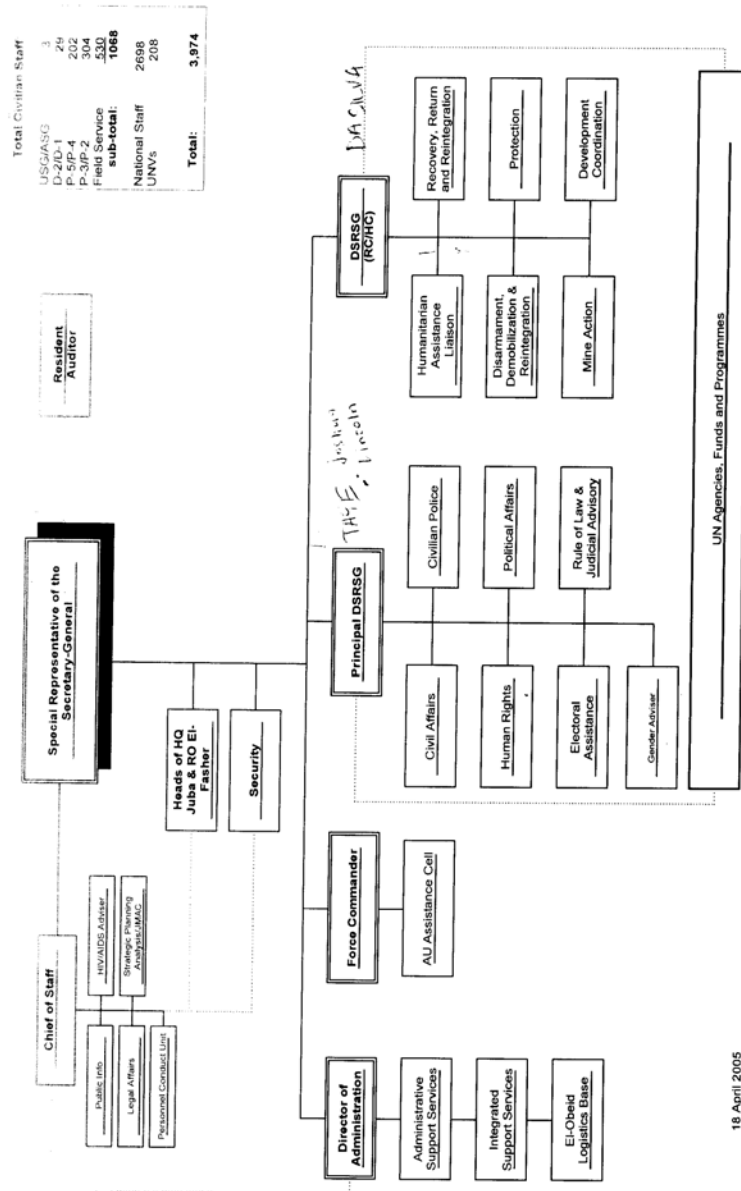 Total Civilian Staff
USG/ASG 3
D-2/D-1 29
P-5/P-4 202
P-3/P-2 304
Field Service 530
sub-total: 1068
National Staff 2698
UNVs 208
Total: 3,974
Resident
Auditor
Special Representative of the
Secretary-General
Chief of Staff
Public Info
HIV/AIDS Adviser
Legal Affairs
Strategic Planning
Analysis/JMAC
Personnel Conduct Unit
Heads of HQ
Juba & RO El-
Fasher
Security
Director of
Administration
Administrative
Support Services
Integrated
Support Services
El-Obeid
Logistics Base
Force Commander
AU Assistance Cell
TAYE: Joshua
Lincoln
Principal DSRSG
Civil Affairs
Civilian Police
Human Rights
Political Affairs
Electoral
Assistance
Rule of Law &
Judicial Advisory
Gender Adviser
DASILVA
DSRSG
(RC/HC)
Humanitarian
Assistance
Liaison
Recovery, Return
and Reintegration
Disarmament,
Demobilization &
Reintegration
Protection
Mine Action
Development
Coordination
UN Agencies, Funds and Programmes
18 April 2005